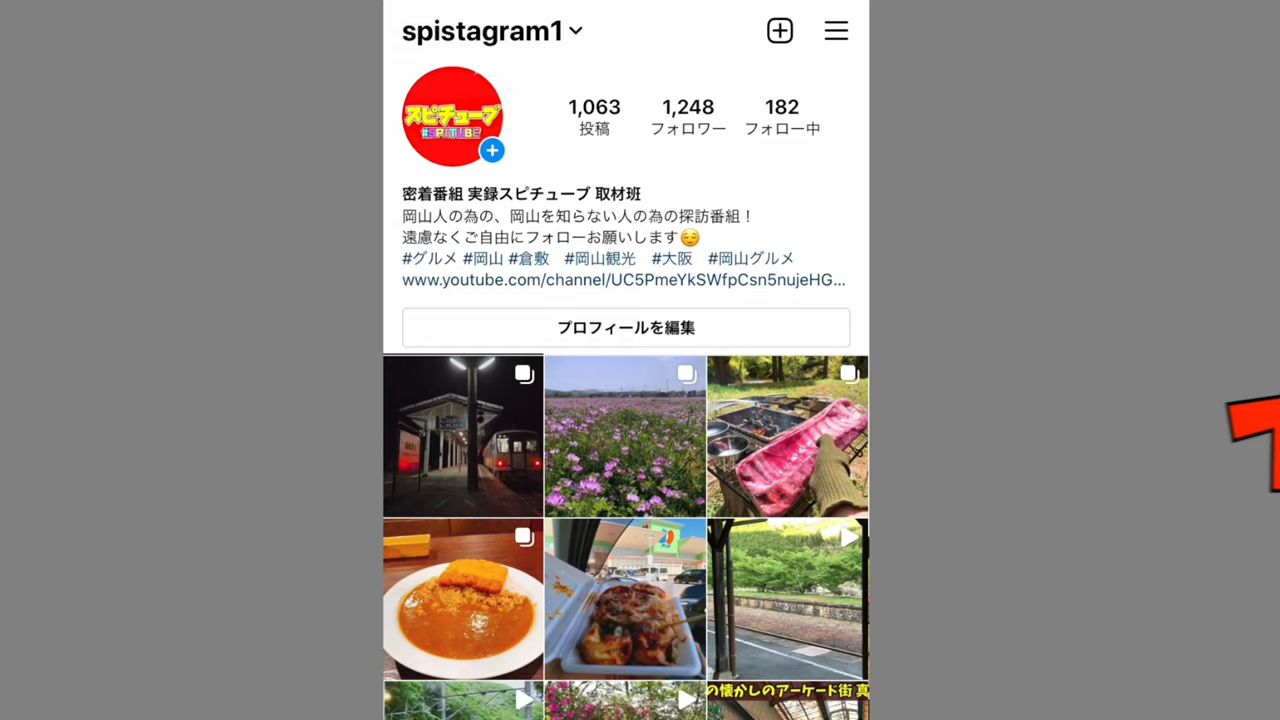 spistagram1
スピチューブ
#SPITUBE
1,063
投稿
1,248
フォロワー
182
フォロー中
密着番組 実録スピチューブ 取材班
岡山人の為の、岡山を知らない人の為の探訪番組！
遠慮なくご自由にフォローお願いします😌
#グルメ #岡山 #倉敷 #岡山観光 #大阪 #岡山グルメ
www.youtube.com/channel/UC5PmeYkSWfpCsn5nujeHG...
プロフィールを編集
の懐かしのアーケード街 真